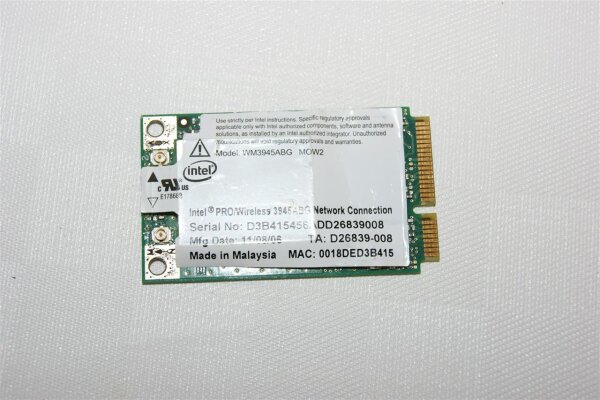 Use strictly per Intel instructions. Specific regulatory approvals
applicable only with Intel authorized components, software and antenna
solutions, as installed by an Intel authorized integrator. Unauthorized
modifications will void regulatory approvals and warranties.
Model: WM3945ABG MOW2
intel
C UL US
Intel® PRO/Wireless 3945ABG Network Connection
Serial No: D3B415456ADD26839008
Mfg Date: 11/08/06 TA: D26839-008
Made in Malaysia MAC: 0018DED3B415